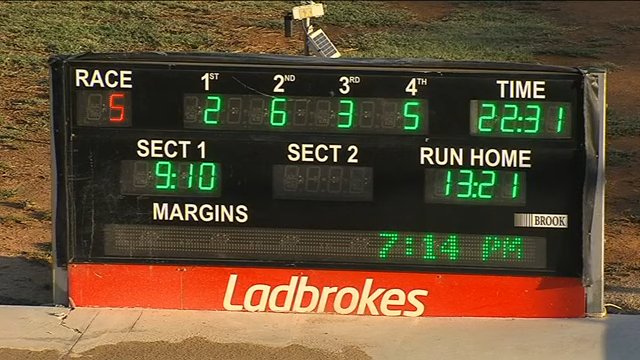 RACE 1ST 2ND 3RD 4TH TIME
5 2 6 3 5 22:31
SECT 1 SECT 2 RUN HOME
9:10 13:21
MARGINS BROOK
7:14 PM
Ladbrokes